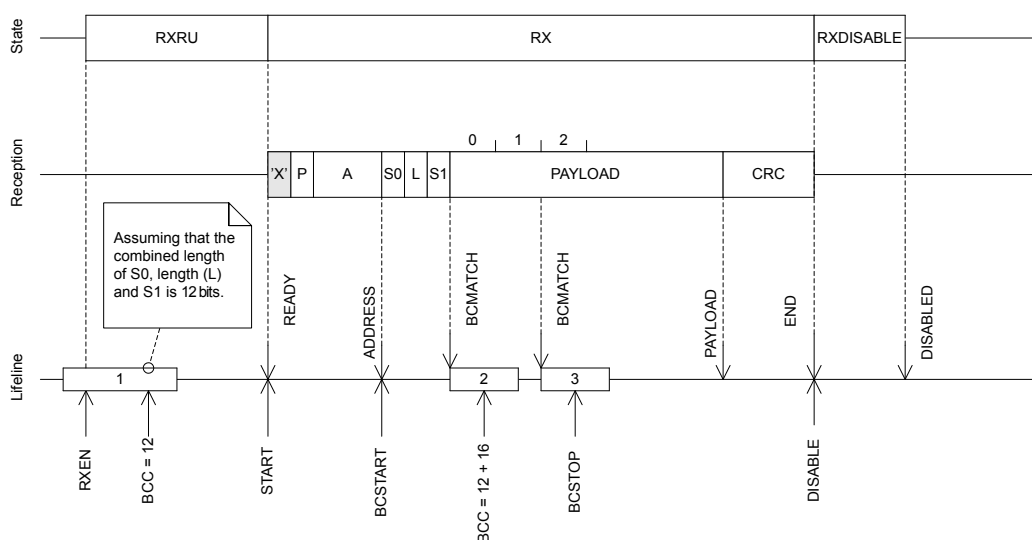 State
RXRU
RX
RXDISABLE
0
1
2
Reception
'X'
P
A
S0
L
S1
PAYLOAD
CRC
Assuming that the
combined length
of S0, length (L)
and S1 is 12 bits.
READY
ADDRESS
BCMATCH
BCMATCH
PAYLOAD
END
DISABLED
Lifeline
1
2
3
RXEN
BCC = 12
START
BCSTART
BCC = 12 + 16
BCSTOP
DISABLE